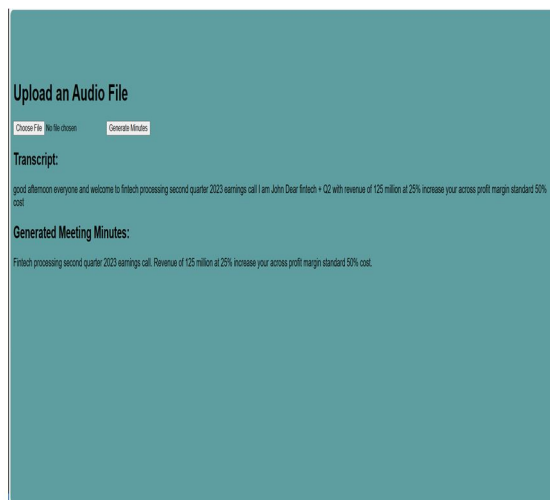 Upload an Audio File
Choose File No file chosen Generate Minutes
Transcript:
good afternoon everyone and welcome to fintech processing second quarter 2023 earnings call I am John Dear fintech + Q2 with revenue of 125 million at 25% increase your across profit margin standard 50%
cost
Generated Meeting Minutes:
Fintech processing second quarter 2023 earnings call. Revenue of 125 million at 25% increase your across profit margin standard 50% cost.